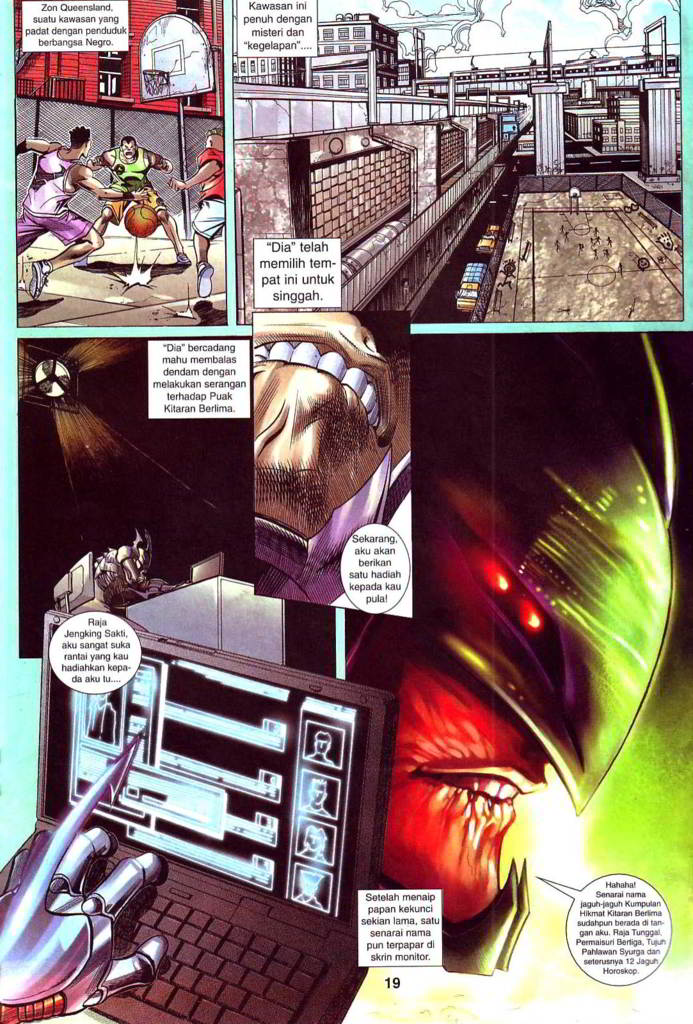 Zon Queensland,
suatu kawasan yang
padat dengan penduduk
berbangsa Negro.
Kawasan ini
penuh dengan
misteri dan
"kegelapan"....
"Dia" telah
memilih tem-
pat ini untuk
singgah.
"Dia" bercadang
mahu membalas
dendam dengan
melakukan serangan
terhadap Puak
Kitaran Berlima.
Sekarang,
aku akan
berikan
satu hadiah
kepada kau
pula!
Raja
Jengking Sakti,
aku sangat suka
rantai yang kau
hadiahkan kepa-
da aku tu....
Setelah menaip
papan kekunci
sekian lama, satu
senarai nama
pun terpapar di
skrin monitor.
Hahaha!
Senarai nama
jaguh-jaguh Kumpulan
Hikmat Kitaran Berlima
sudahpun berada di tan-
gan aku. Raja Tunggal,
Permaisuri Bertiga, Tujuh
Pahlawan Syurga dan
seterusnya 12 Jaguh
Horoskop.
19